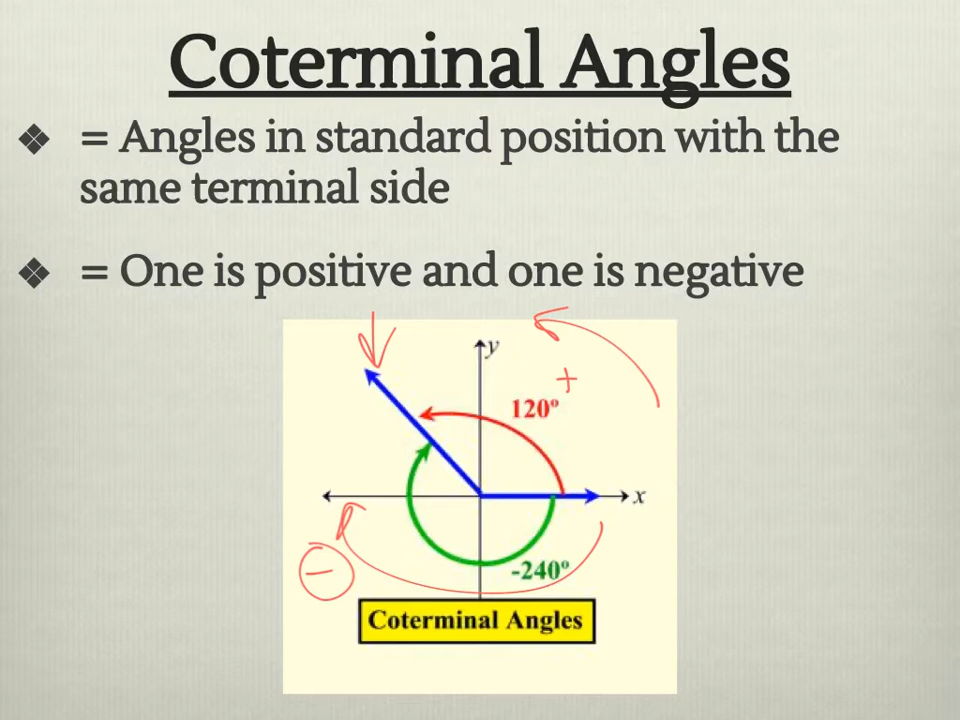 Coterminal Angles
❖ = Angles in standard position with the
same terminal side
❖ = One is positive and one is negative
y
+
120º
x
−
-240º
Coterminal Angles